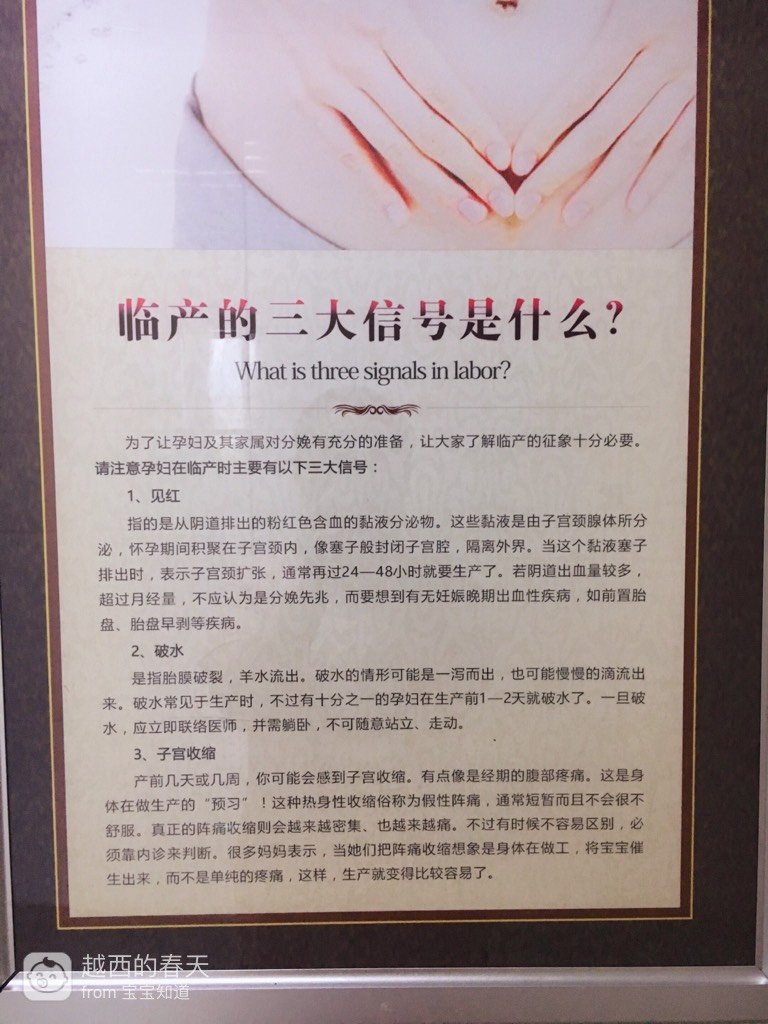 临产的三大信号是什么？
What is three signals in labor?
为了让孕妇及其家属对分娩有充分的准备，让大家了解临产的征象十分必要。
请注意孕妇在临产时主要有以下三大信号：
1、见红
指的是从阴道排出的粉红色含血的黏液分泌物。这些黏液是由子宫颈腺体所分
泌，怀孕期间积聚在子宫颈内，像塞子般封闭子宫腔，隔离外界。当这个黏液塞子
排出时，表示子宫颈扩张，通常再过24—48小时就要生产了。若阴道出血量较多，
超过月经量，不应认为是分娩先兆，而要想到有无妊娠晚期出血性疾病，如前置胎
盘、胎盘早剥等疾病。
2、破水
是指胎膜破裂，羊水流出。破水的情形可能是一泻而出，也可能慢慢的滴流出
来。破水常见于生产时，不过有十分之一的孕妇在生产前1—2天就破水了。一旦破
水，应立即联络医师，并需躺卧，不可随意站立、走动。
3、子宫收缩
产前几天或几周，你可能会感到子宫收缩。有点像是经期的腹部疼痛。这是身
体在做生产的“预习”！这种热身性收缩俗称为假性阵痛，通常短暂而且不会很不
舒服。真正的阵痛收缩则会越来越密集、也越来越痛。不过有时候不容易区别，必
须靠内诊来判断。很多妈妈表示，当她们把阵痛收缩想象是身体在做工，将宝宝催
生出来，而不是单纯的疼痛，这样，生产就变得比较容易了。
越西的春天
from 宝宝知道